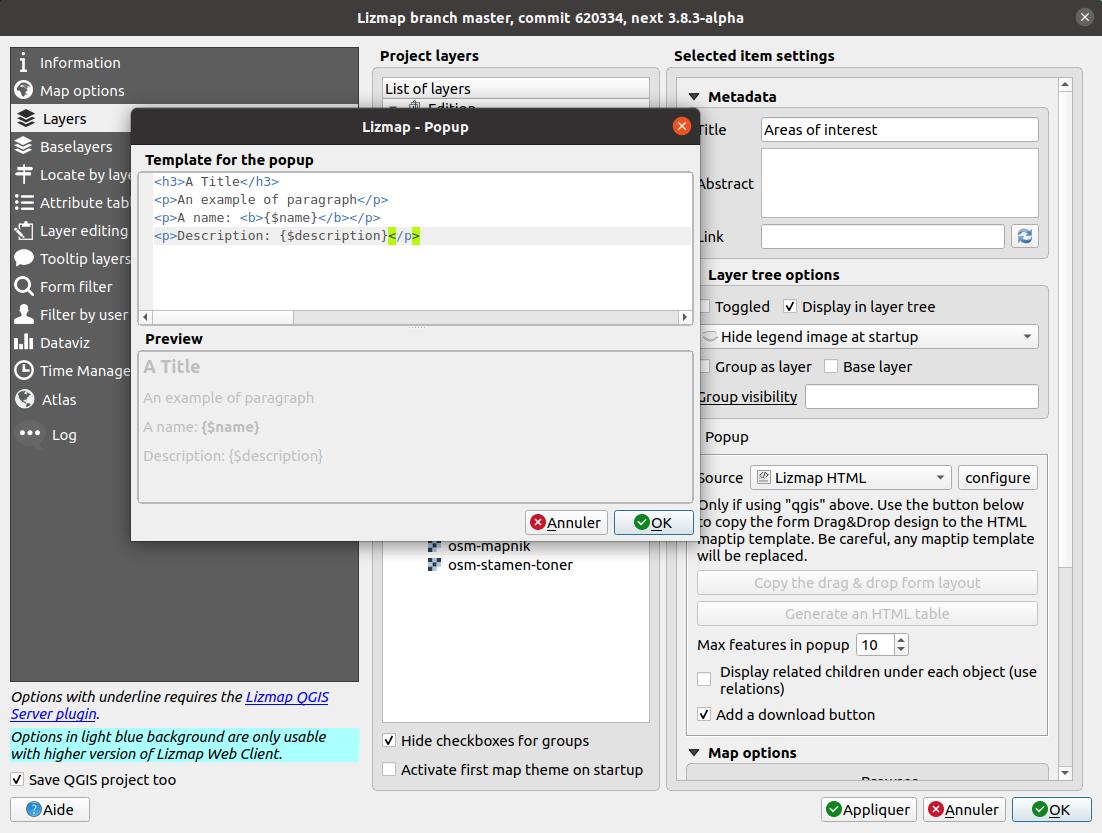 Lizmap branch master, commit 620334, next 3.8.3-alpha
Information
Map options
Layers
Baselayers
Locate by laye
Attribute tab
Layer editing
Tooltip layers
Form filter
Filter by user
Dataviz
Time Manage
Atlas
Log
Options with underline requires the Lizmap QGIS
Server plugin.
Options in light blue background are only usable
with higher version of Lizmap Web Client.
Save QGIS project too
Aide
Project layers
List of layers
Edition
Lizmap - Popup
Template for the popup
<h3>A Title</h3>
<p>An example of paragraph</p>
<p>A name: <b>{$name}</b></p>
<p>Description: {$description}</p>
Preview
A Title
An example of paragraph
A name: {$name}
Description: {$description}
Annuler
OK
osm-mapnik
osm-stamen-toner
Hide checkboxes for groups
Activate first map theme on startup
Selected item settings
Metadata
Title
Areas of interest
Abstract
Link
Layer tree options
Toggled
Display in layer tree
Hide legend image at startup
Group as layer
Base layer
Group visibility
Popup
Source
Lizmap HTML
configure
Only if using "qgis" above. Use the button below
to copy the form Drag&Drop design to the HTML
maptip template. Be careful, any maptip template
will be replaced.
Copy the drag & drop form layout
Generate an HTML table
Max features in popup
10
Display related children under each object (use
relations)
Add a download button
Map options
Appliquer
Annuler
OK